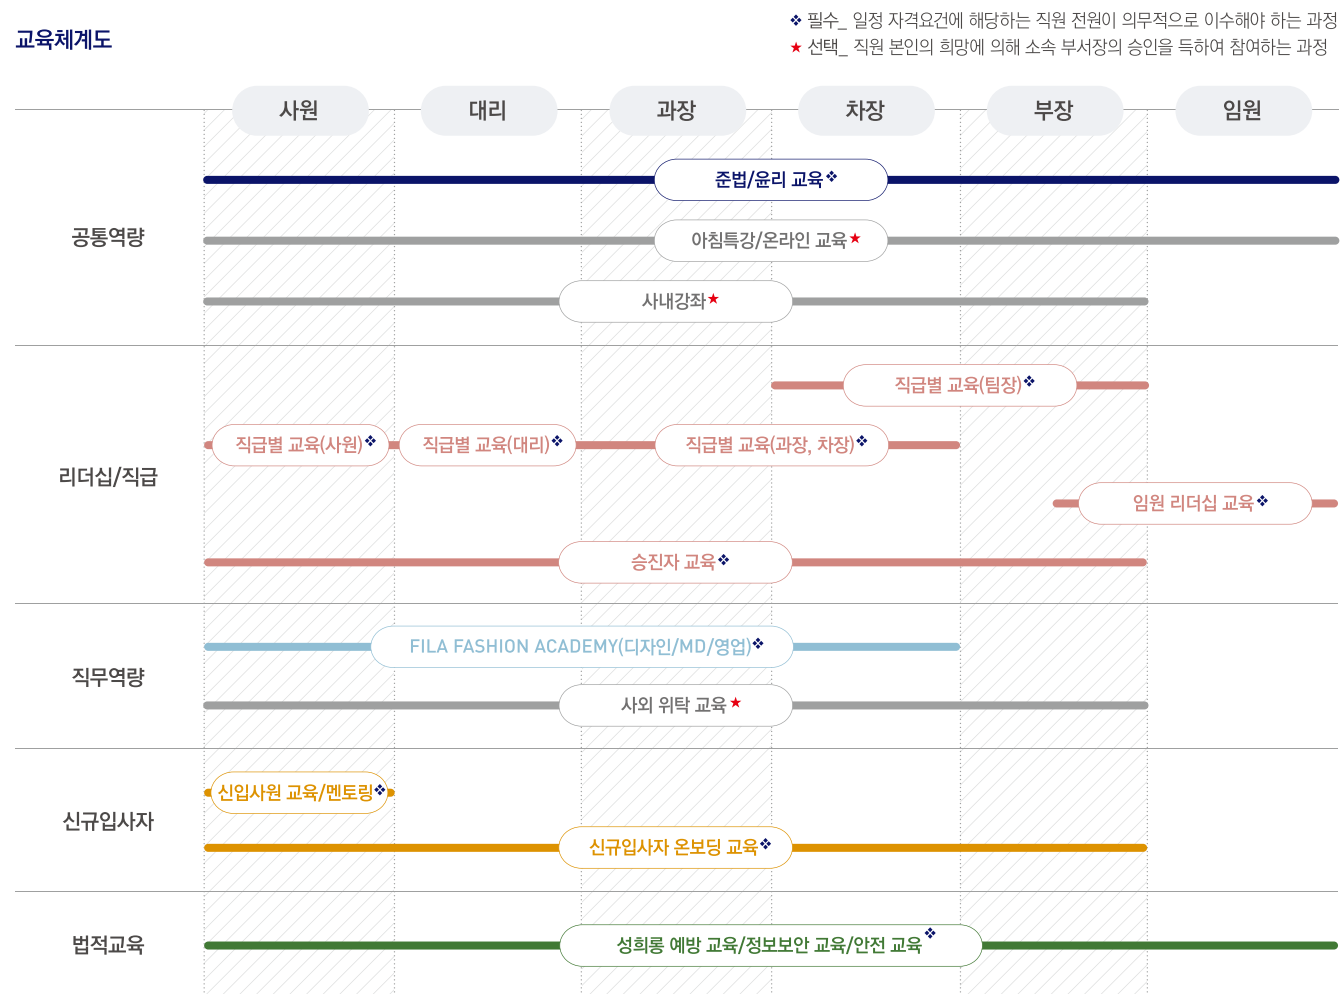 교육체계도
❖ 필수_ 일정 자격요건에 해당하는 직원 전원이 의무적으로 이수해야 하는 과정
★ 선택_ 직원 본인의 희망에 의해 소속 부서장의 승인을 득하여 참여하는 과정
사원 대리 과장 차장 부장 임원
공통역량
준법/윤리 교육❖
아침특강/온라인 교육★
사내강좌★
리더십/직급
직급별 교육(팀장)❖
직급별 교육(사원)❖ 직급별 교육(대리)❖ 직급별 교육(과장, 차장)❖
임원 리더십 교육❖
승진자 교육❖
직무역량
FILA FASHION ACADEMY(디자인/MD/영업)❖
사외 위탁 교육★
신규입사자
신입사원 교육/멘토링❖
신규입사자 온보딩 교육❖
법적교육
성희롱 예방 교육/정보보안 교육/안전 교육❖